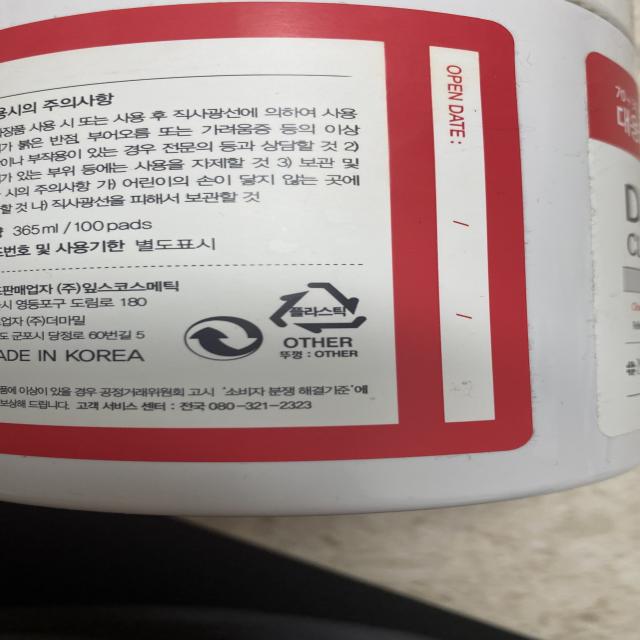 용시의 주의사항
장품 사용 시 또는 사용 후 직사광선에 의하여 사용
가 붉은 반점, 부어오름 또는 가려움증 등의 이상
이나 부작용이 있는 경우 전문의 등과 상담할 것 2)
가 있는 부위 등에는 사용을 자제할 것 3) 보관 및
시의 주의사항 가) 어린이의 손이 닿지 않는 곳에
할 것 나) 직사광선을 피해서 보관할 것
365ml / 100 pads
번호 및 사용기한 별도표시
판매업자 (주)잎스코스메틱
시 영등포구 도림로 180
업자 (주)더마밀
도 군포시 당정로 60번길 5
ADE IN KOREA
플라스틱
OTHER
뚜껑 : OTHER
품에 이상이 있을 경우 공정거래위원회 고시 '소비자 분쟁 해결기준'에
보상해 드립니다. 고객 서비스 센터 : 전국 080-321-2323
OPEN DATE : / /
70
대
D